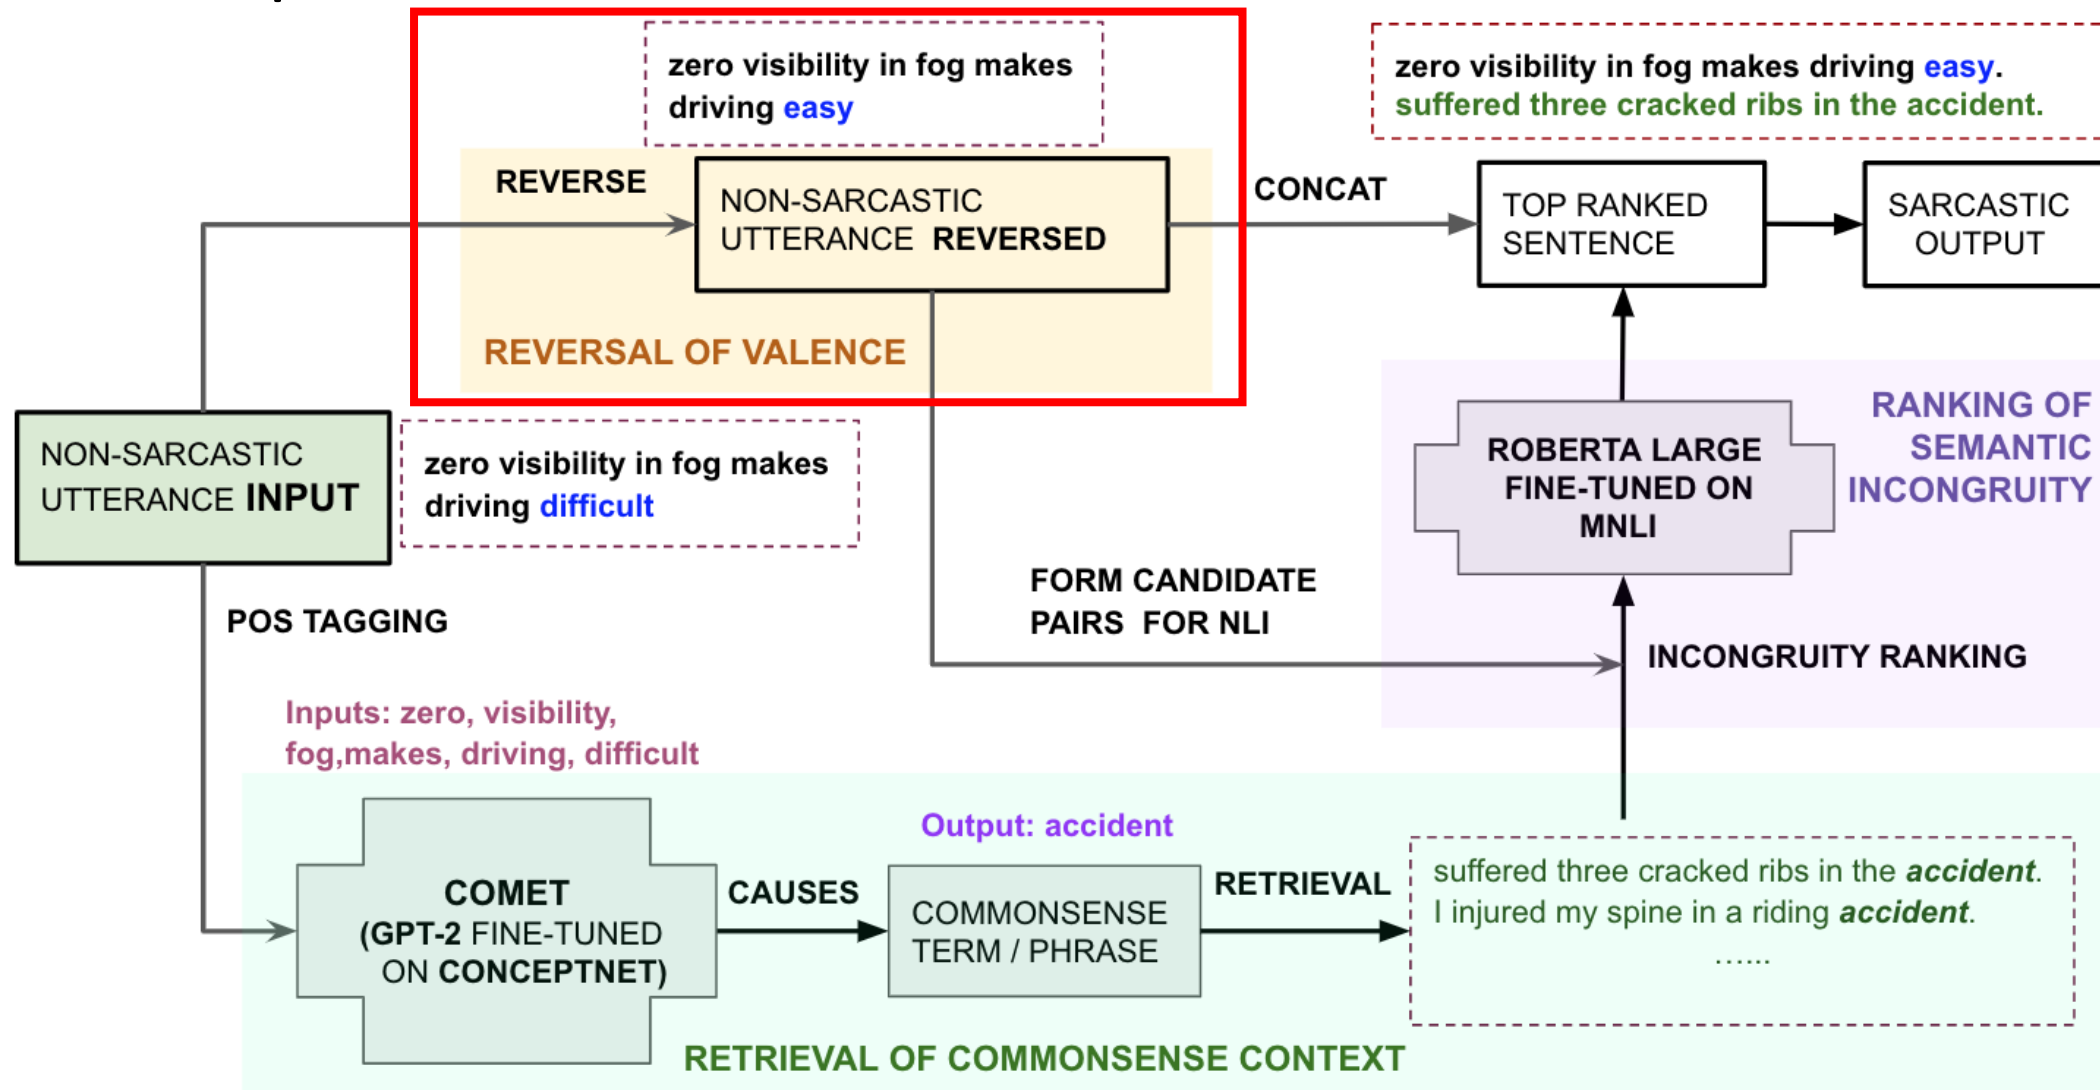 zero visibility in fog makes
driving easy
zero visibility in fog makes driving easy.
suffered three cracked ribs in the accident.
REVERSE
NON-SARCASTIC
UTTERANCE REVERSED
CONCAT
TOP RANKED
SENTENCE
SARCASTIC
OUTPUT
REVERSAL OF VALENCE
NON-SARCASTIC
UTTERANCE INPUT
zero visibility in fog makes
driving difficult
RANKING OF
SEMANTIC
INCONGRUITY
ROBERTA LARGE
FINE-TUNED ON
MNLI
POS TAGGING
FORM CANDIDATE
PAIRS FOR NLI
INCONGRUITY RANKING
Inputs: zero, visibility,
fog,makes, driving, difficult
Output: accident
COMET
(GPT-2 FINE-TUNED
ON CONCEPTNET)
CAUSES
COMMONSENSE
TERM / PHRASE
RETRIEVAL
suffered three cracked ribs in the accident.
I injured my spine in a riding accident.
…...
RETRIEVAL OF COMMONSENSE CONTEXT